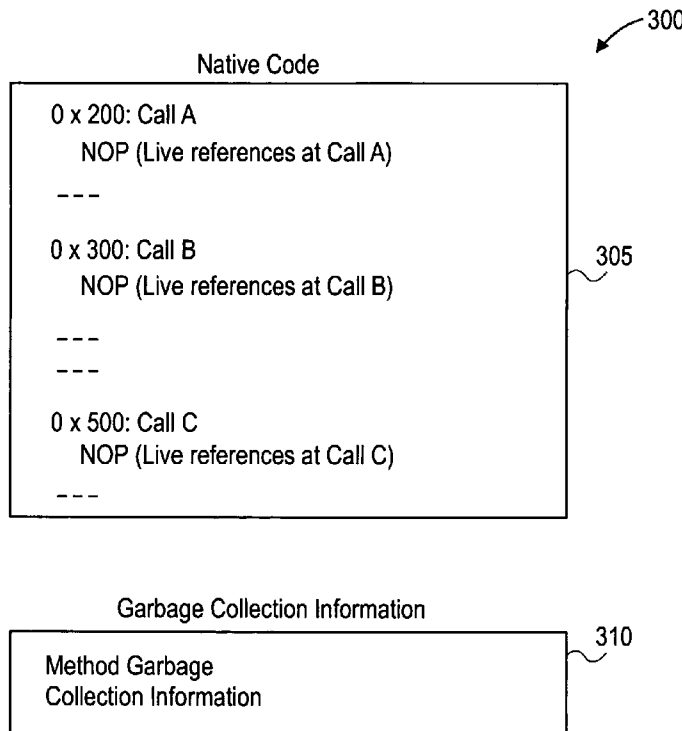 300
Native Code
0 x 200: Call A
NOP (Live references at Call A)
---
0 x 300: Call B
NOP (Live references at Call B)
305
---
---
0 x 500: Call C
NOP (Live references at Call C)
---
Garbage Collection Information
310
Method Garbage
Collection Information